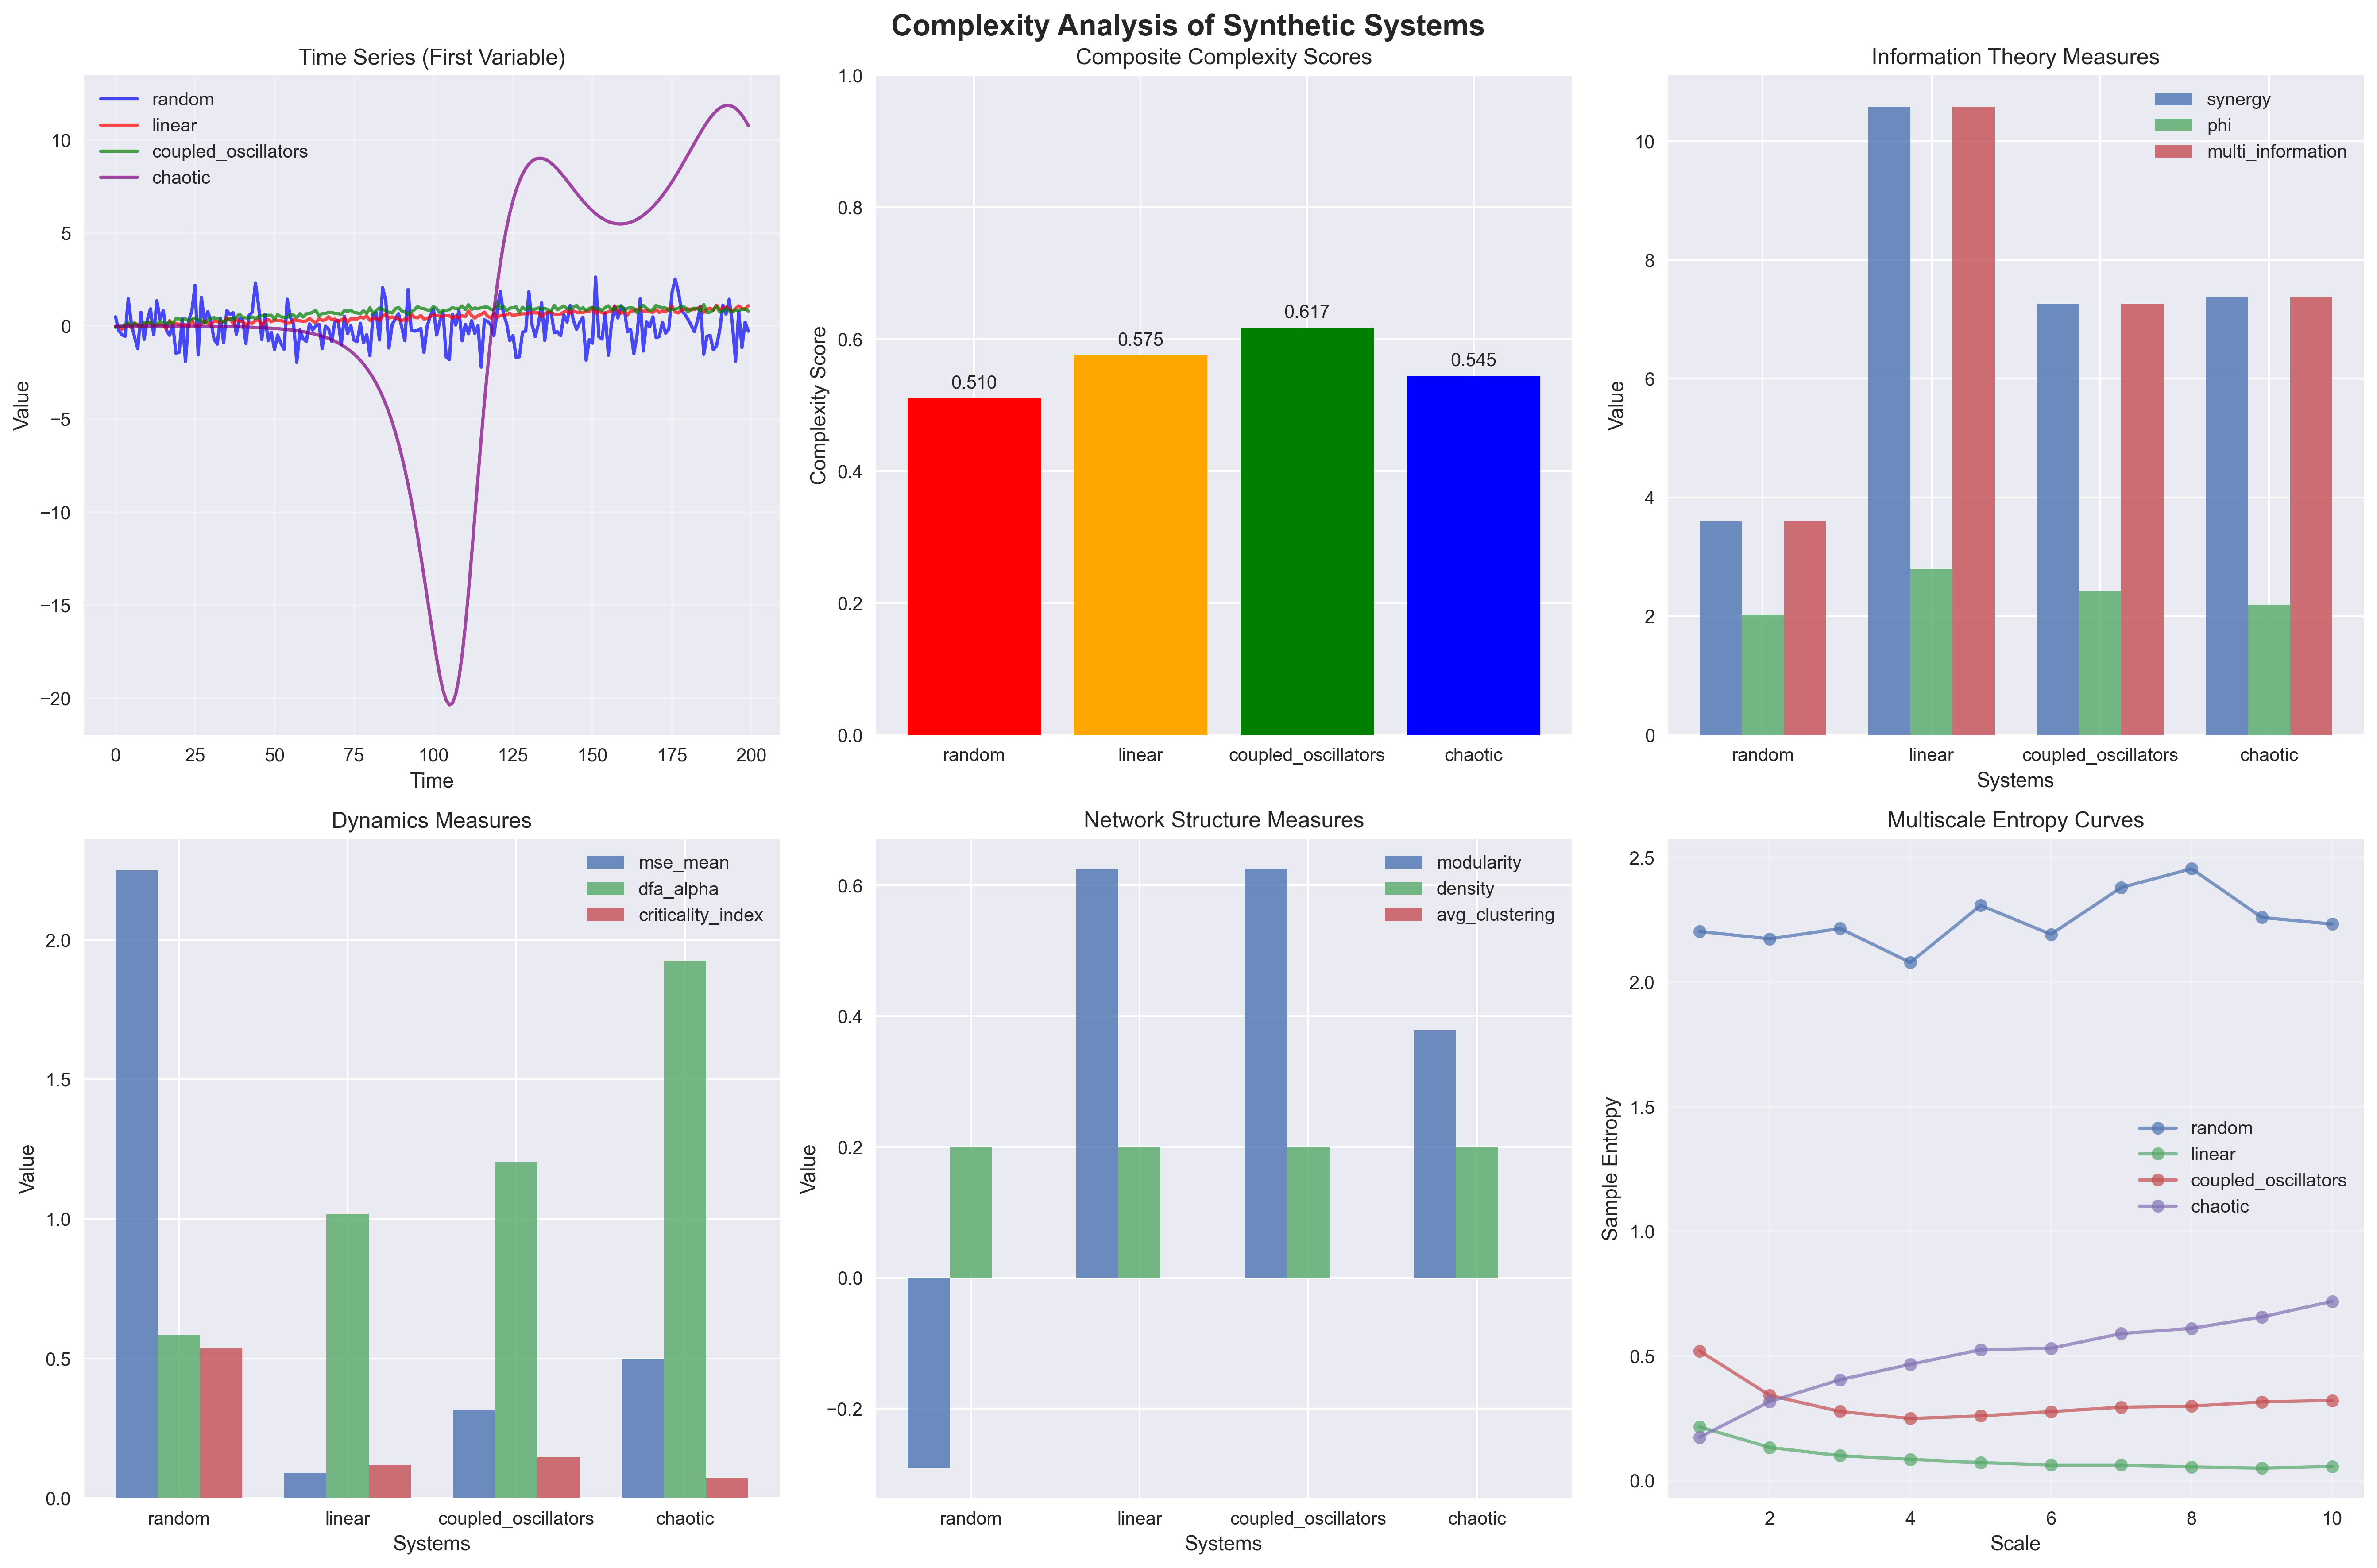 Complexity Analysis of Synthetic Systems
Time Series (First Variable)
random
linear
coupled_oscillators
chaotic
10
5
0
−5
−10
−15
−20
Value
0 25 50 75 100 125 150 175 200
Time
Composite Complexity Scores
1.0
0.8
0.6
0.4
0.2
0.0
Complexity Score
0.510
0.575
0.617
0.545
random linear coupled_oscillators chaotic
Information Theory Measures
synergy
phi
multi_information
10
8
6
4
2
0
Value
random linear coupled_oscillators chaotic
Systems
Dynamics Measures
mse_mean
dfa_alpha
criticality_index
2.0
1.5
1.0
0.5
0.0
Value
random linear coupled_oscillators chaotic
Systems
Network Structure Measures
modularity
density
avg_clustering
0.6
0.4
0.2
0.0
−0.2
Value
random linear coupled_oscillators chaotic
Systems
Multiscale Entropy Curves
2.5
2.0
1.5
1.0
0.5
0.0
Sample Entropy
random
linear
coupled_oscillators
chaotic
2 4 6 8 10
Scale